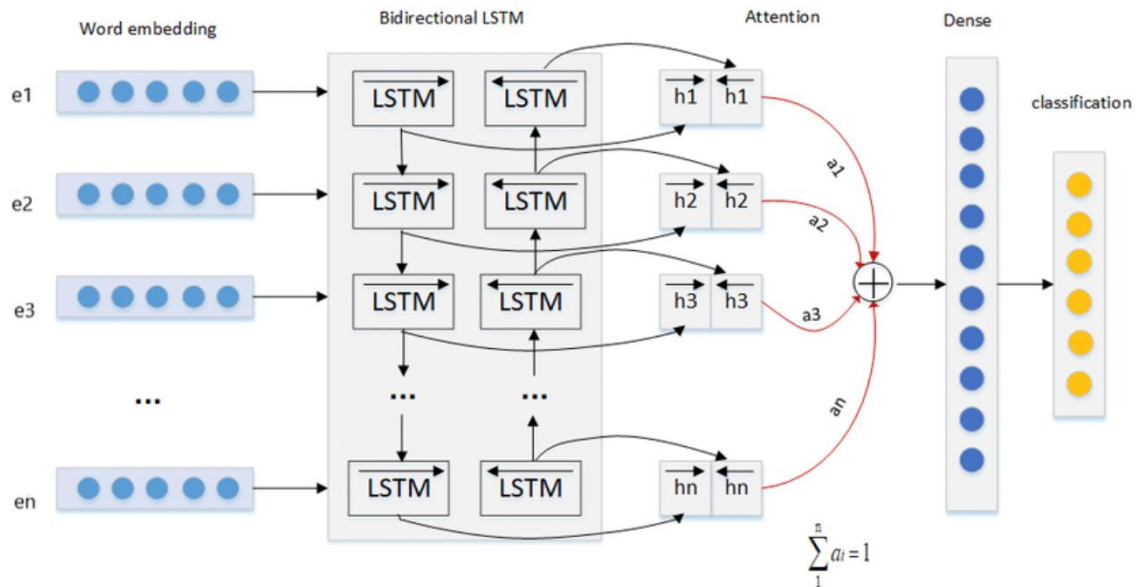 Word embedding
Bidirectional LSTM
Attention
Dense
classification
e1
LSTM
LSTM
h1
h1
a1
e2
LSTM
LSTM
h2
h2
a2
e3
LSTM
LSTM
h3
h3
a3
...
...
...
an
en
LSTM
LSTM
hn
hn
n
∑ ai = 1
1